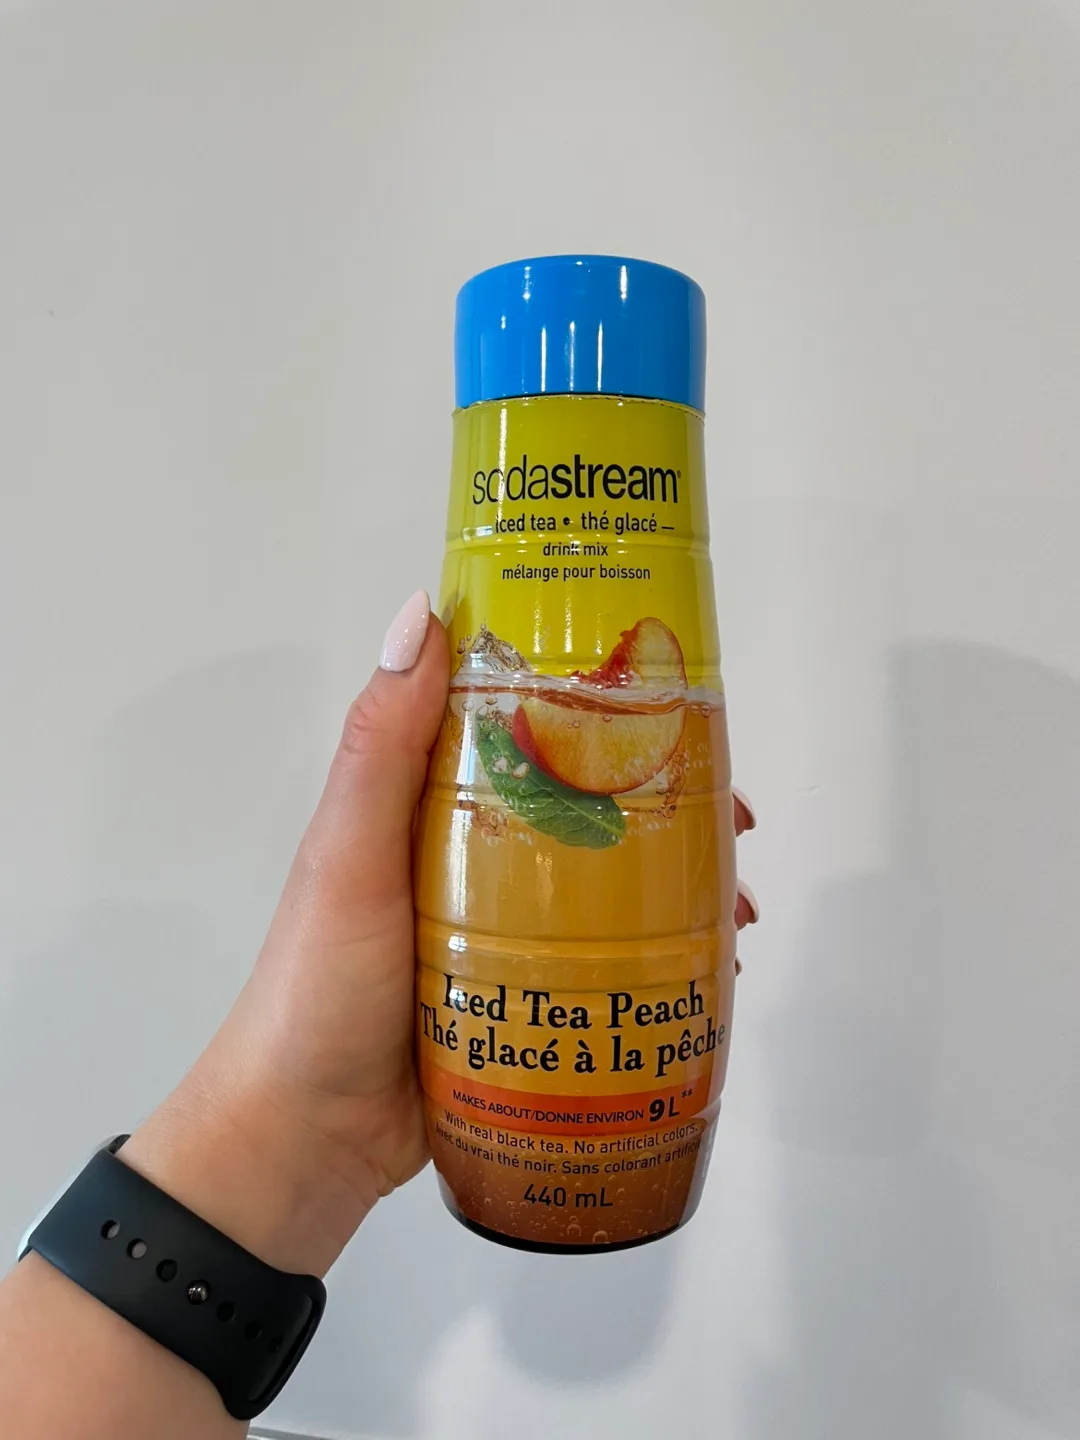 sodastream®
iced tea • thé glacé —
drink mix
mélange pour boisson
Iced Tea Peach
Thé glacé à la pêche
MAKES ABOUT/DONNE ENVIRON 9L**
With real black tea. No artificial colors.
Avec du vrai thé noir. Sans colorant
440 mL